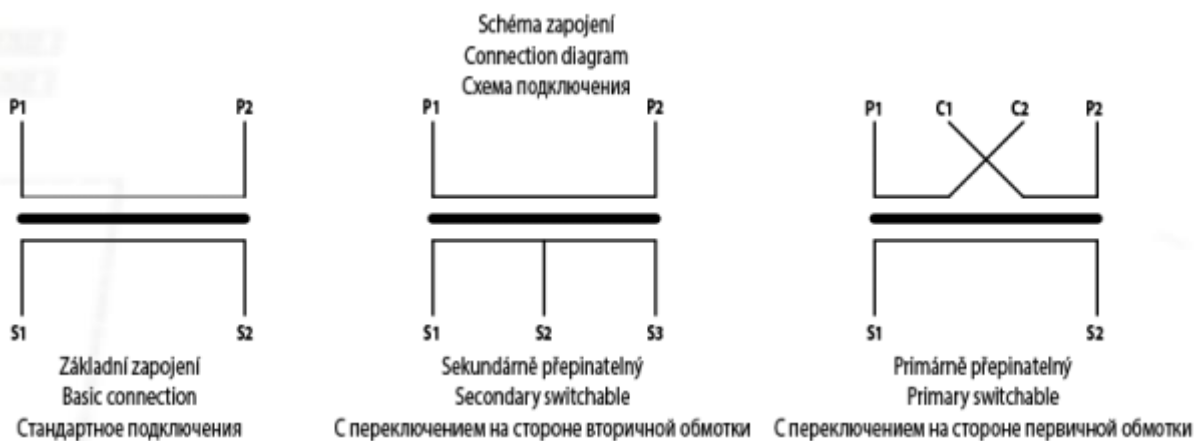 Schéma zapojení
Connection diagram
Схема подключения
P1 P2
S1 S2
Základní zapojení
Basic connection
Стандартное подключения
P1 P2
S1 S2 S3
Sekundárně přepinatelný
Secondary switchable
С переключением на стороне вторичной обмотки
P1 C1 C2 P2
S1 S2
Primárně přepinatelný
Primary switchable
С переключением на стороне первичной обмотки